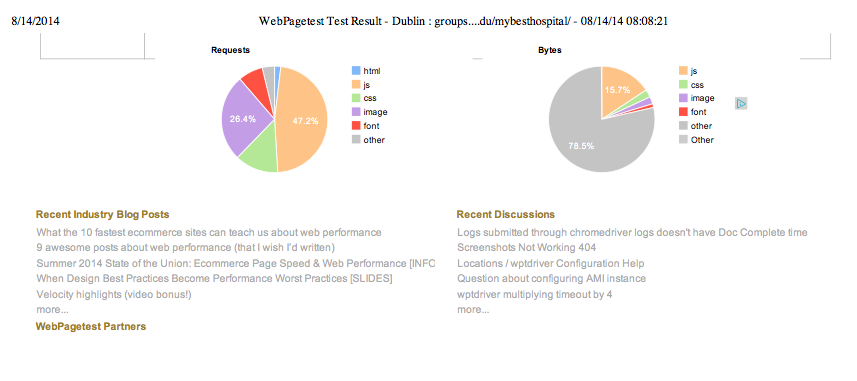 8/14/2014
WebPagetest Test Result - Dublin : groups....du/mybesthospital/ - 08/14/14 08:08:21
Requests
html
js
css
image
font
other
47.2%
26.4%
Bytes
js
css
image
font
other
Other
15.7%
78.5%
Recent Industry Blog Posts
What the 10 fastest ecommerce sites can teach us about web performance
9 awesome posts about web performance (that I wish I'd written)
Summer 2014 State of the Union: Ecommerce Page Speed & Web Performance [INFO
When Design Best Practices Become Performance Worst Practices [SLIDES]
Velocity highlights (video bonus!)
more...
WebPagetest Partners
Recent Discussions
Logs submitted through chromedriver logs doesn't have Doc Complete time
Screenshots Not Working 404
Locations / wptdriver Configuration Help
Question about configuring AMI instance
wptdriver multiplying timeout by 4
more...